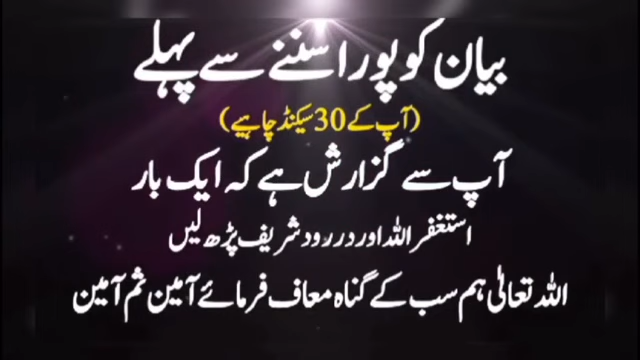 بیان کو پورا سننے سے پہلے
(آپ کے 30 سیکنڈ چاہیے)
آپ سے گزارش ہے کہ ایک بار
استغفر اللہ اور درود شریف پڑھ لیں
اللہ تعالیٰ ہم سب کے گناہ معاف فرمائے آمین ثم آمین